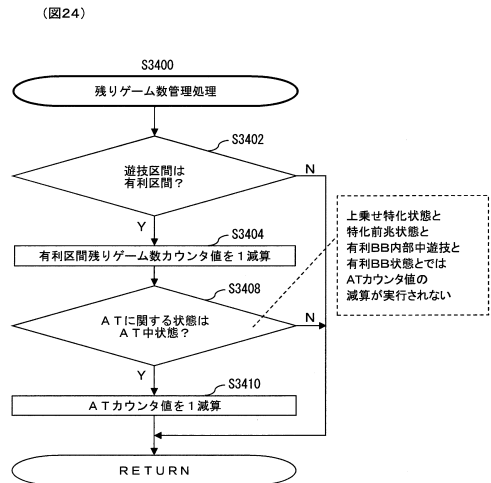 （図24）
S3400
残りゲーム数管理処理
S3402
遊技区間は
有利区間？
N
Y
S3404
有利区間残りゲーム数カウンタ値を１減算
S3408
ＡＴに関する状態は
ＡＴ中状態？
N
Y
上乗せ特化状態と
特化前兆状態と
有利BB内部中遊技と
有利BB状態とでは
ATカウンタ値の
減算が実行されない
S3410
ＡＴカウンタ値を１減算
ＲＥＴＵＲＮ